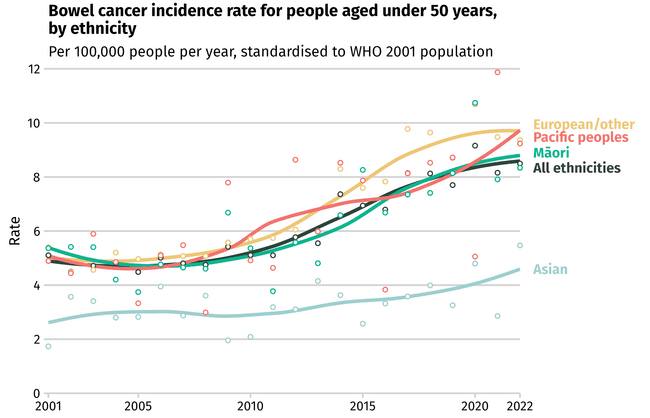 Bowel cancer incidence rate for people aged under 50 years,
by ethnicity
Per 100,000 people per year, standardised to WHO 2001 population
12
10
8
6
4
2
0
Rate
European/other
Pacific peoples
Māori
All ethnicities
Asian
2001
2005
2010
2015
2020
2022